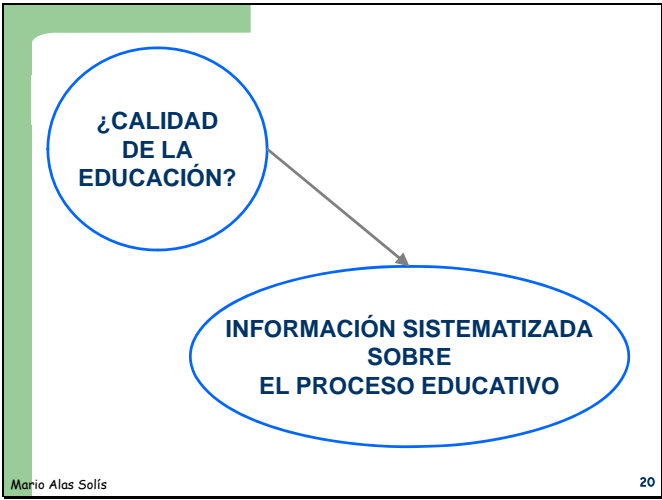 ¿CALIDAD
DE LA
EDUCACIÓN?
INFORMACIÓN SISTEMATIZADA
SOBRE
EL PROCESO EDUCATIVO
Mario Alas Solís
20